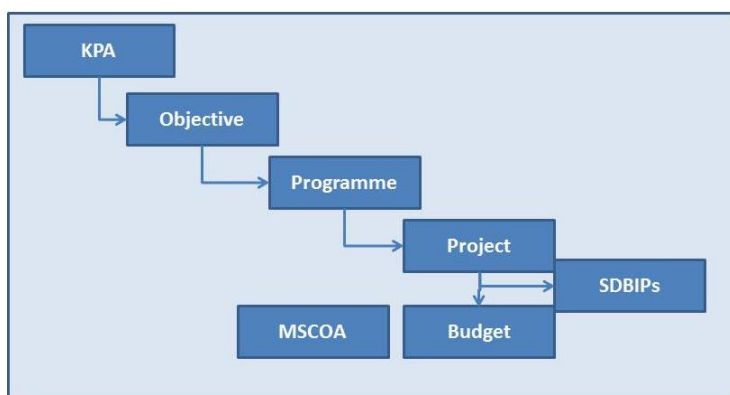 KPA
Objective
Programme
Project
SDBIPs
MSCOA
Budget